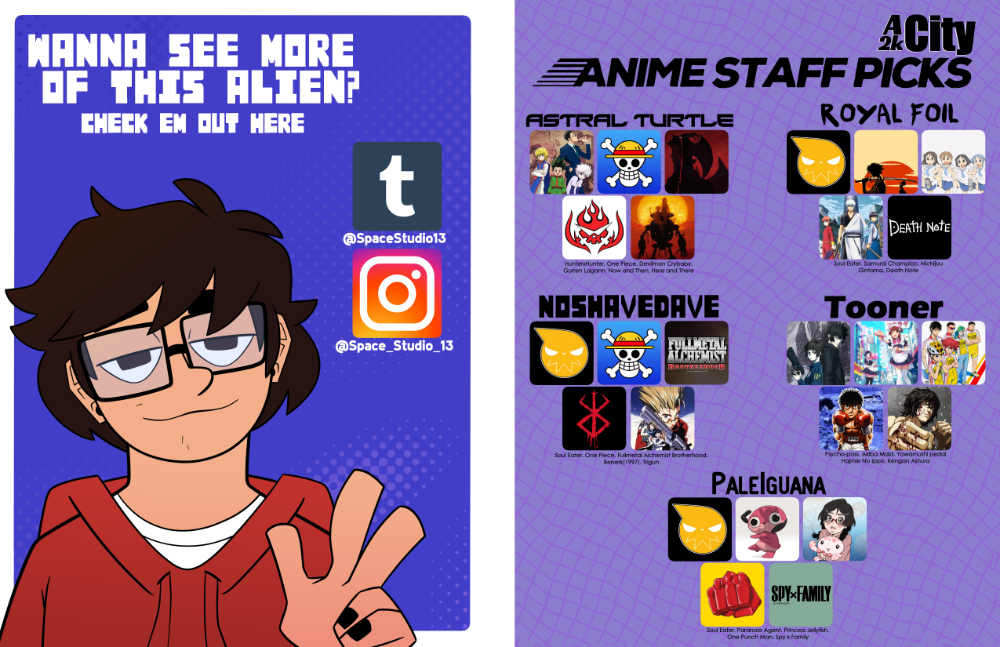 WANNA SEE MORE
OF THIS ALIEN?
CHECK EM OUT HERE
t
@SpaceStudio13
@Space_Studio_13
A2k City
ANIME STAFF PICKS
ASTRAL TURTLE
HunterxHunter, One Piece, Devilman Crybaby,
Gurren Lagann, Now and Then, Here and There
ROYAL FOIL
DEATH NOTE
Soul Eater, Samurai Champloo, Nichijou
Gintama, Death Note
NOSHAVEDAVE
FULLMETAL
ALCHEMIST
BROTHERHOOD
Soul Eater, One Piece, Fullmetal Alchemist Brotherhood,
Berserk(1997), Trigun
Tooner
Psycho-pass, Akiba Maid, Yowamushi pedal
Hajime No Ippo, Kengan Ashura
PALEIGUANA
SPY×FAMILY
Soul Eater, Paranoia Agent, Princess Jellyfish,
One Punch Man, Spy x Family